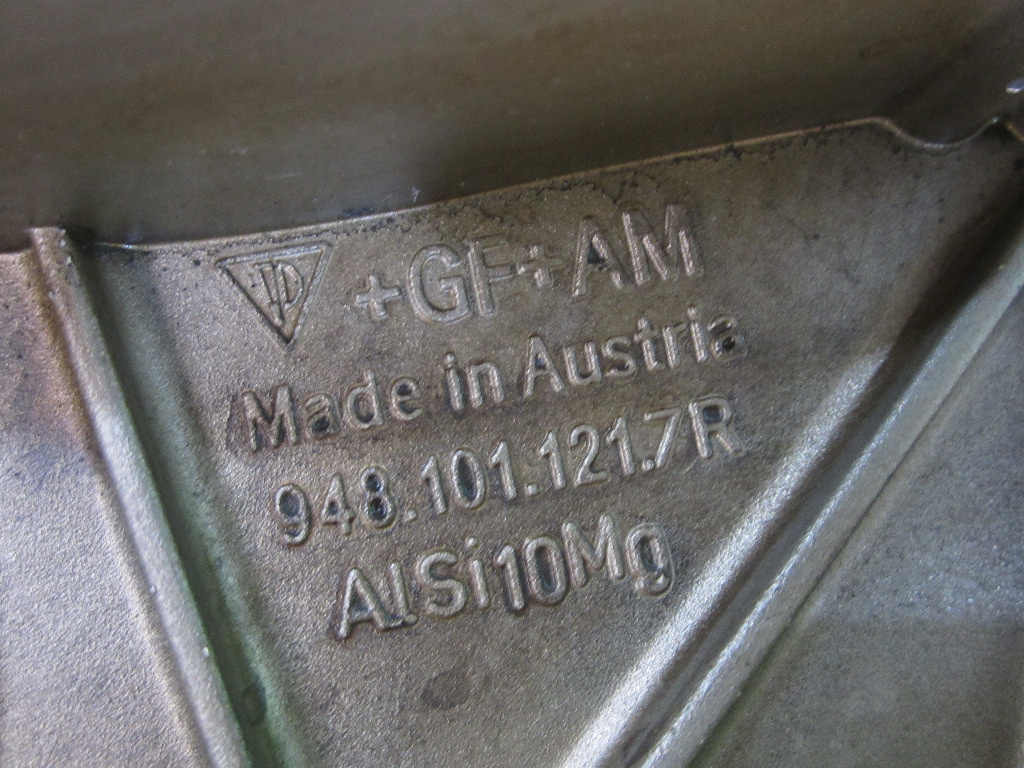 +GF+AM
Made in Austria
948.101.121.7R
AlSi10Mg